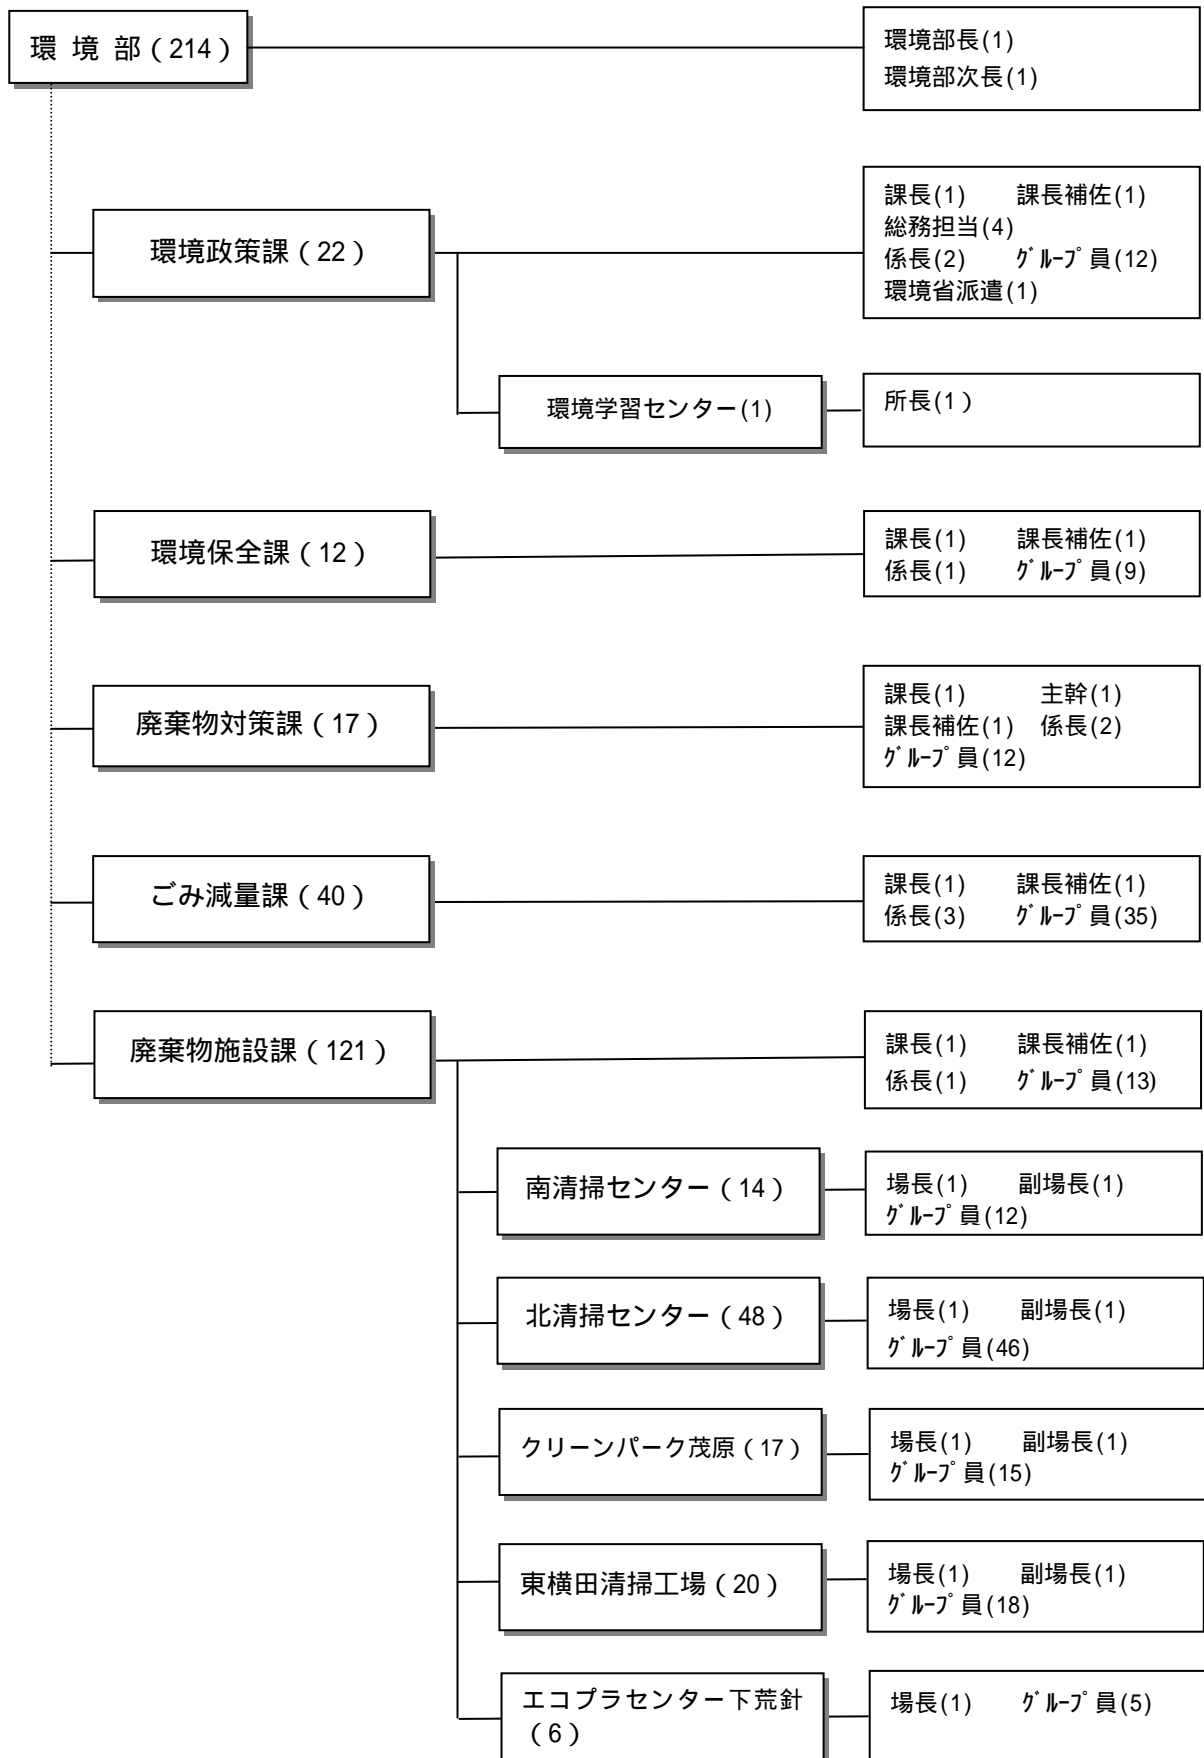 環 境 部 ( 214 )
環境部長(1)
環境部次長(1)
環境政策課 ( 22 )
課長(1) 課長補佐(1)
総務担当(4)
係長(2) ｸﾞﾙｰﾌﾟ員(12)
環境省派遣(1)
環境学習センター(1)
所長(1)
環境保全課 ( 12 )
課長(1) 課長補佐(1)
係長(1) ｸﾞﾙｰﾌﾟ員(9)
廃棄物対策課 ( 17 )
課長(1) 主幹(1)
課長補佐(1) 係長(2)
ｸﾞﾙｰﾌﾟ員(12)
ごみ減量課 ( 40 )
課長(1) 課長補佐(1)
係長(3) ｸﾞﾙｰﾌﾟ員(35)
廃棄物施設課 ( 121 )
課長(1) 課長補佐(1)
係長(1) ｸﾞﾙｰﾌﾟ員(13)
南清掃センター ( 14 )
場長(1) 副場長(1)
ｸﾞﾙｰﾌﾟ員(12)
北清掃センター ( 48 )
場長(1) 副場長(1)
ｸﾞﾙｰﾌﾟ員(46)
クリーンパーク茂原 ( 17 )
場長(1) 副場長(1)
ｸﾞﾙｰﾌﾟ員(15)
東横田清掃工場 ( 20 )
場長(1) 副場長(1)
ｸﾞﾙｰﾌﾟ員(18)
エコプラセンター下荒針
( 6 )
場長(1) ｸﾞﾙｰﾌﾟ員(5)